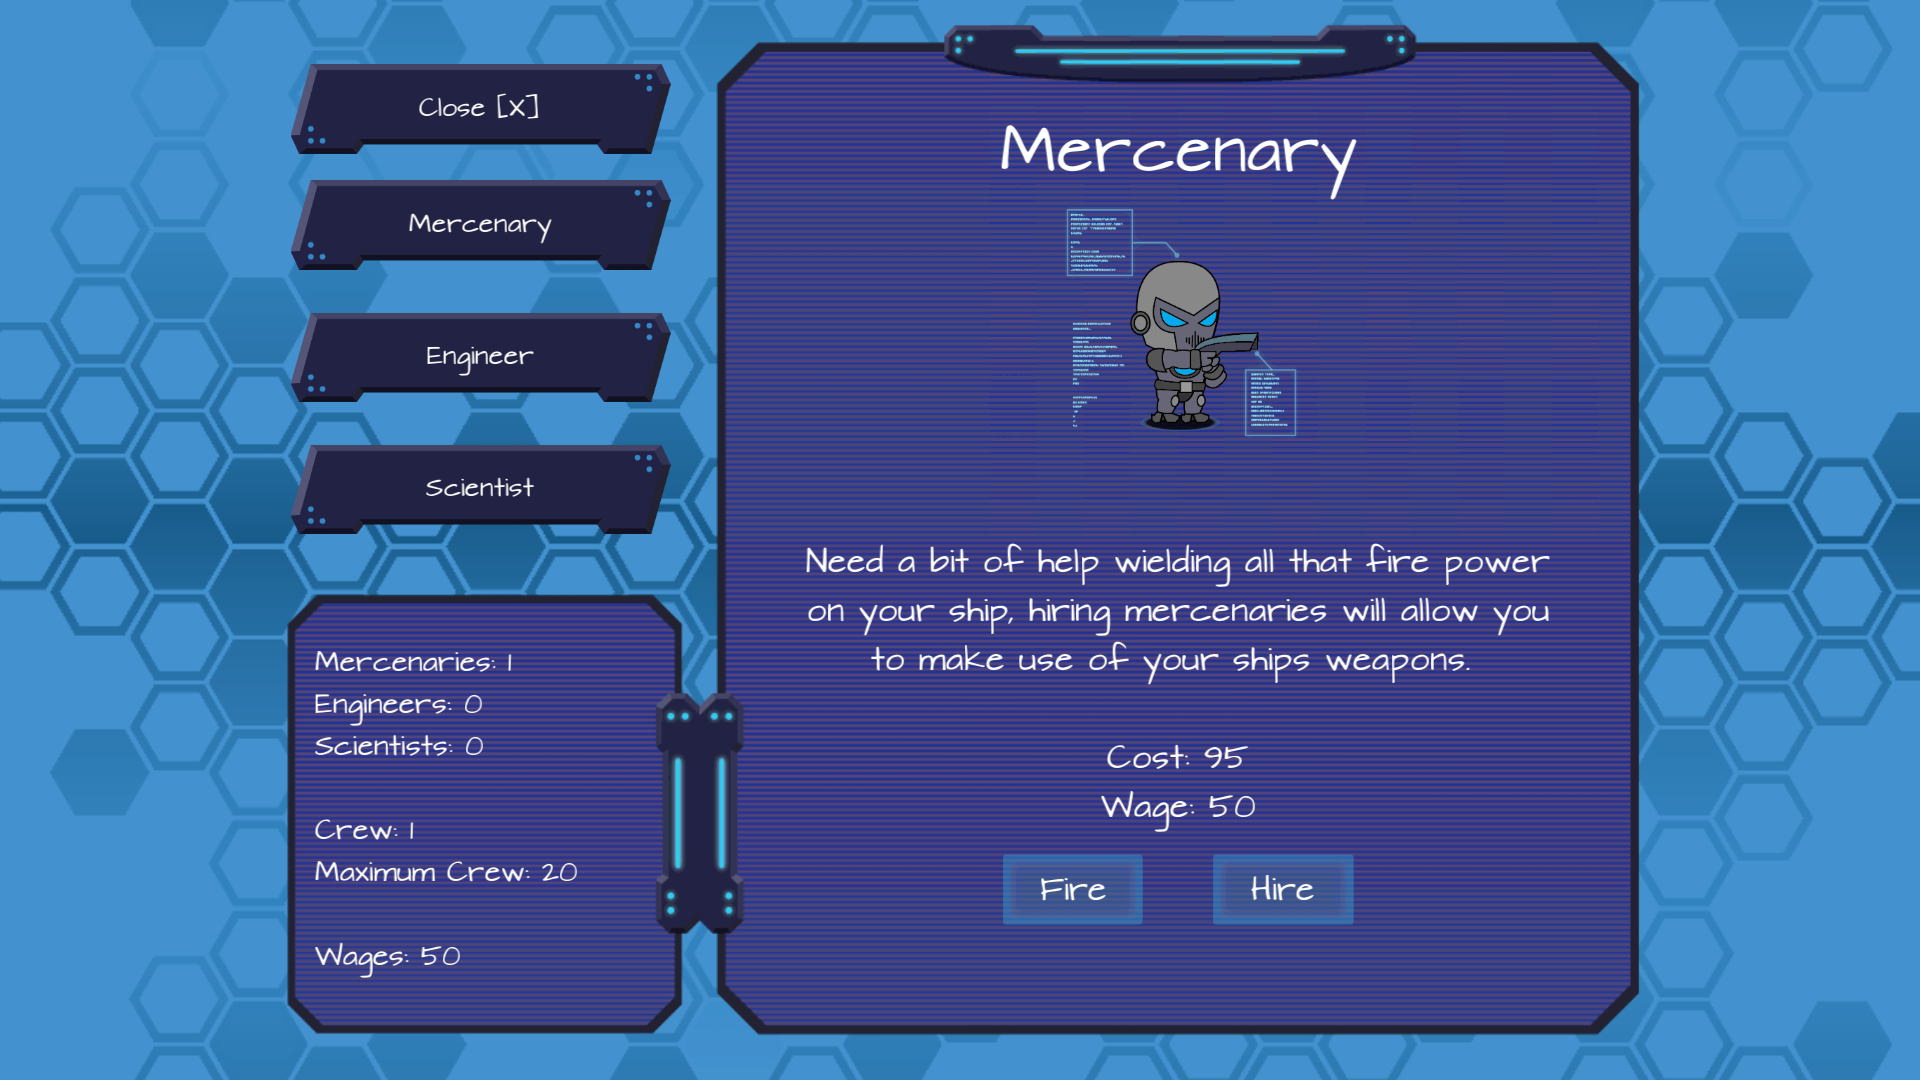 Close [X]
Mercenary
Engineer
Scientist
Mercenaries: 1
Engineers: 0
Scientists: 0
Crew: 1
Maximum Crew: 20
Wages: 50
Mercenary
Need a bit of help wielding all that fire power
on your ship, hiring mercenaries will allow you
to make use of your ships weapons.
Cost: 95
Wage: 50
Fire
Hire